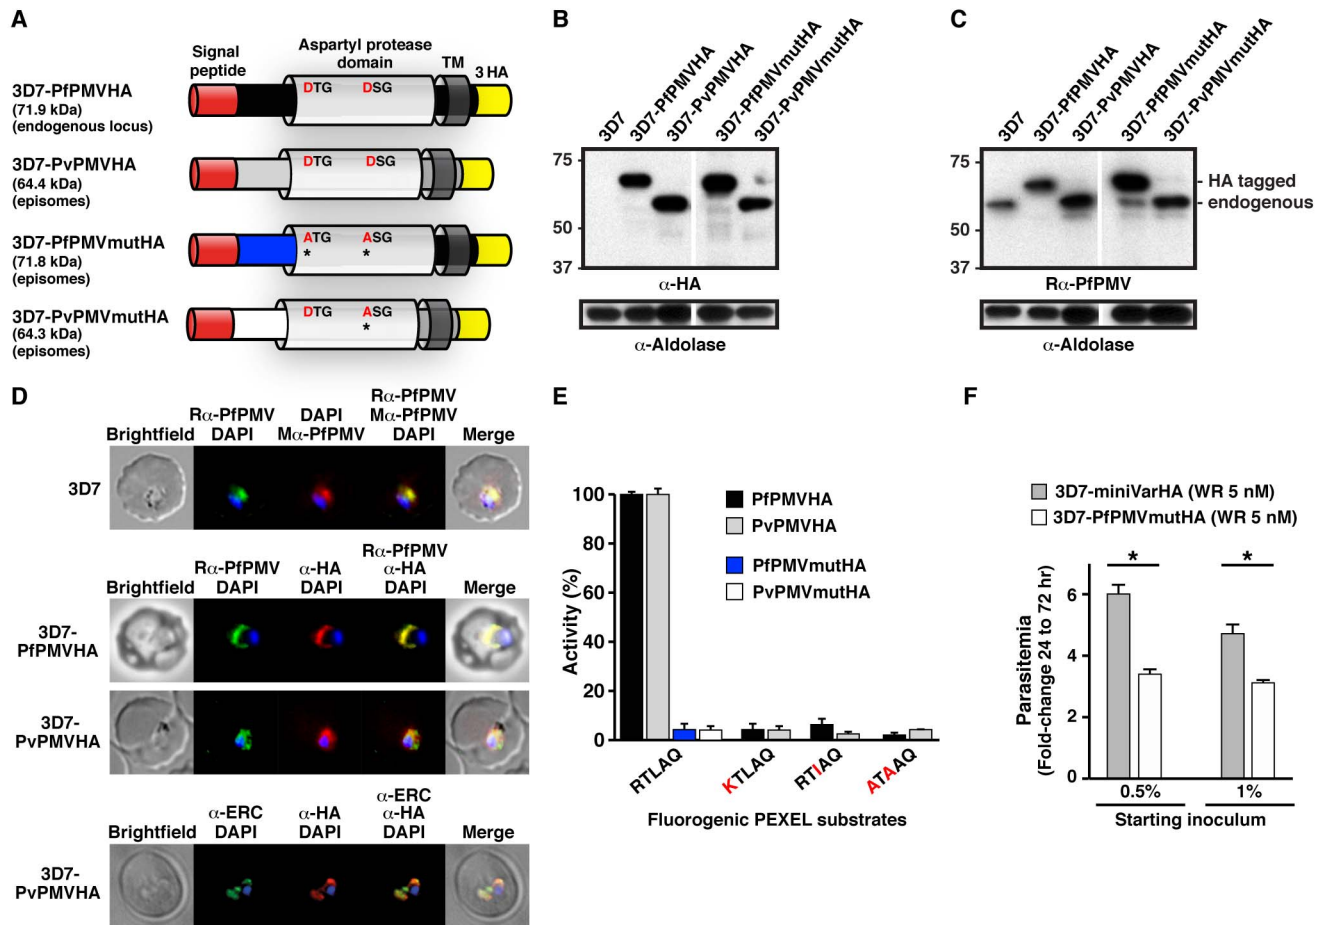 A
Signal
peptide
Aspartyl protease
domain
TM
3 HA
3D7-PfPMVHA
(71.9 kDa)
(endogenous locus)
DTG
DSG
3D7-PvPMVHA
(64.4 kDa)
(episomes)
DTG
DSG
3D7-PfPMVmutHA
(71.8 kDa)
(episomes)
ATG
ASG
*
*
3D7-PvPMVmutHA
(64.3 kDa)
(episomes)
DTG
ASG
*
B
3D7
3D7-PfPMVHA
3D7-PvPMVHA
3D7-PfPMVmutHA
3D7-PvPMVmutHA
75
50
37
α-HA
α-Aldolase
C
3D7
3D7-PfPMVHA
3D7-PvPMVHA
3D7-PfPMVmutHA
3D7-PvPMVmutHA
75
50
37
HA tagged
endogenous
Rα-PfPMV
α-Aldolase
D
Brightfield
Rα-PfPMV
DAPI
DAPI
Mα-PfPMV
Rα-PfPMV
Mα-PfPMV
DAPI
Merge
3D7
Brightfield
Rα-PfPMV
DAPI
α-HA
DAPI
Rα-PfPMV
α-HA
DAPI
Merge
3D7-
PfPMVHA
3D7-
PvPMVHA
Brightfield
α-ERC
DAPI
α-HA
DAPI
α-ERC
α-HA
DAPI
Merge
3D7-
PvPMVHA
E
Activity (%)
100
80
60
40
20
0
PfPMVHA
PvPMVHA
PfPMVmutHA
PvPMVmutHA
RTLAQ
KTLAQ
RTIAQ
ATAAQ
Fluorogenic PEXEL substrates
F
3D7-miniVarHA (WR 5 nM)
3D7-PfPMVmutHA (WR 5 nM)
Parasitemia
(Fold-change 24 to 72 hr)
6
4
2
0
*
*
0.5%
1%
Starting inoculum